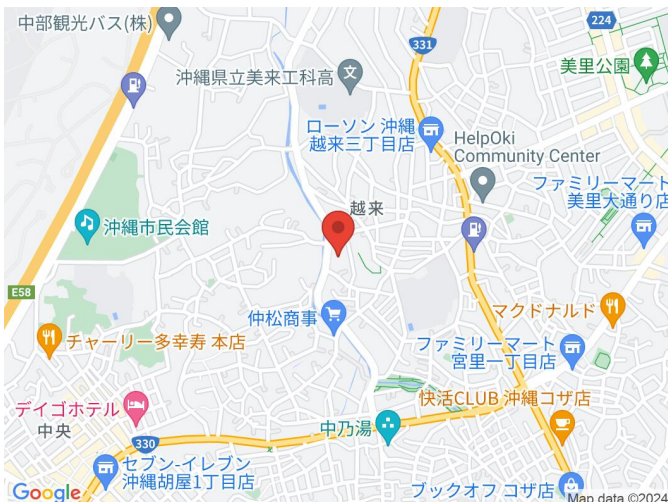 中部観光バス(株)
224
331
美里公園
沖縄県立美来工科高
ローソン 沖縄
越来三丁目店
HelpOki
Community Center
ファミリーマート
美里大通り店
越来
沖縄市民会館
E58
仲松商事
マクドナルド
チャーリー多幸寿 本店
ファミリーマート
宮里一丁目店
デイゴホテル
快活CLUB 沖縄コザ店
中央
中乃湯
330
セブン-イレブン
沖縄胡屋1丁目店
ブックオフ コザ店
Google
Map data ©2024